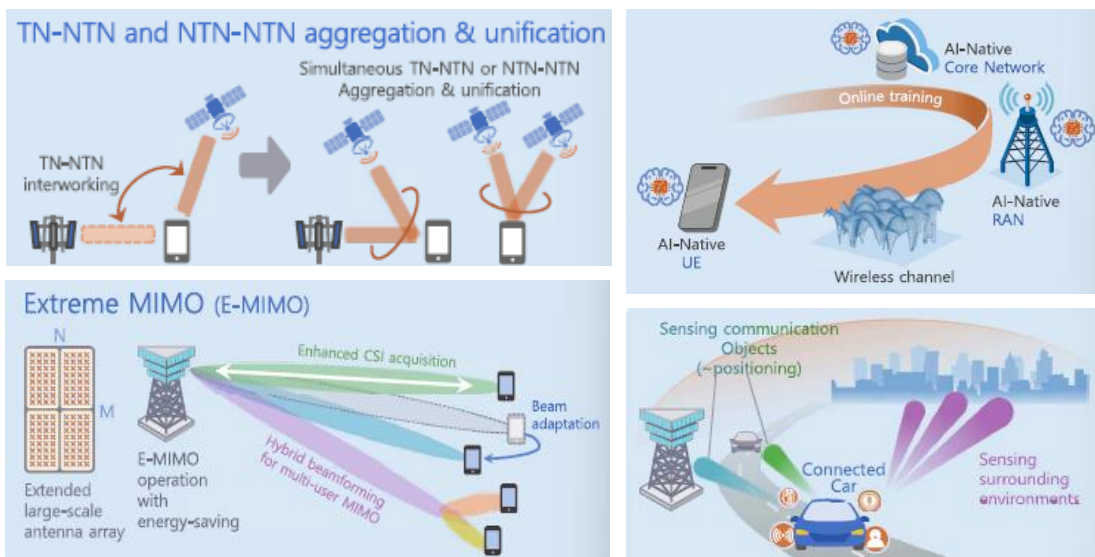 TN-NTN and NTN-NTN aggregation & unification
Simultaneous TN-NTN or NTN-NTN
Aggregation & unification
TN-NTN
interworking
AI-Native
Core Network
Online training
AI-Native
RAN
AI-Native
UE
Wireless channel
Extreme MIMO (E-MIMO)
N
M
Extended
large-scale
antenna array
E-MIMO
operation
with
energy-saving
Enhanced CSI acquisition
Beam
adaptation
Hybrid beamforming
for multi-user MIMO
Sensing communication
Objects
(~positioning)
Connected
Car
Sensing
surrounding
environments